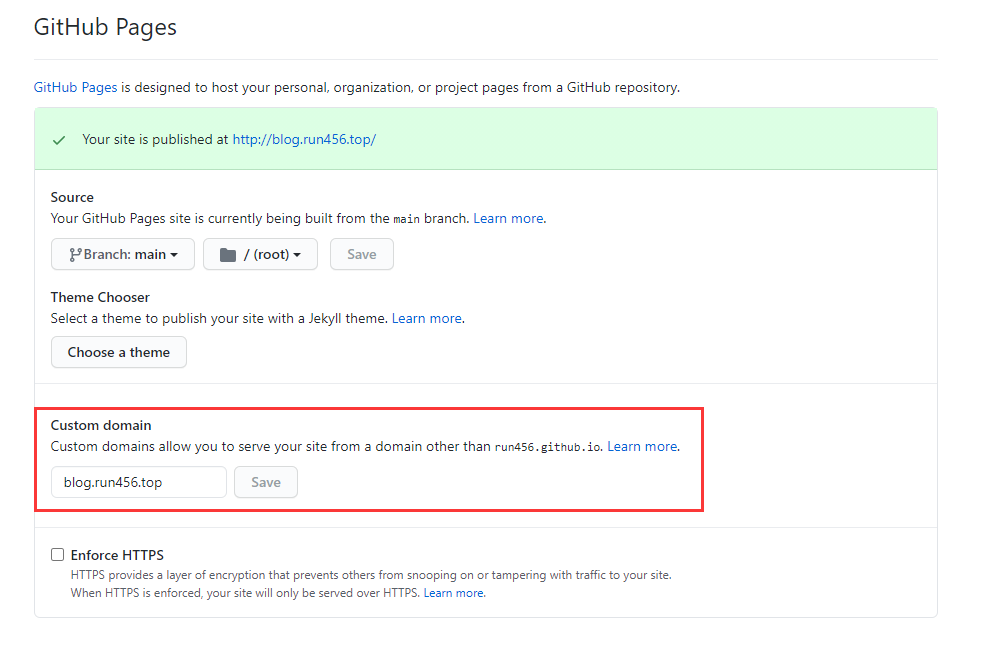 GitHub Pages
GitHub Pages is designed to host your personal, organization, or project pages from a GitHub repository.
Your site is published at http://blog.run456.top/
Source
Your GitHub Pages site is currently being built from the main branch. Learn more.
Branch: main / (root) Save
Theme Chooser
Select a theme to publish your site with a Jekyll theme. Learn more.
Choose a theme
Custom domain
Custom domains allow you to serve your site from a domain other than run456.github.io. Learn more.
blog.run456.top Save
Enforce HTTPS
HTTPS provides a layer of encryption that prevents others from snooping on or tampering with traffic to your site.
When HTTPS is enforced, your site will only be served over HTTPS. Learn more.